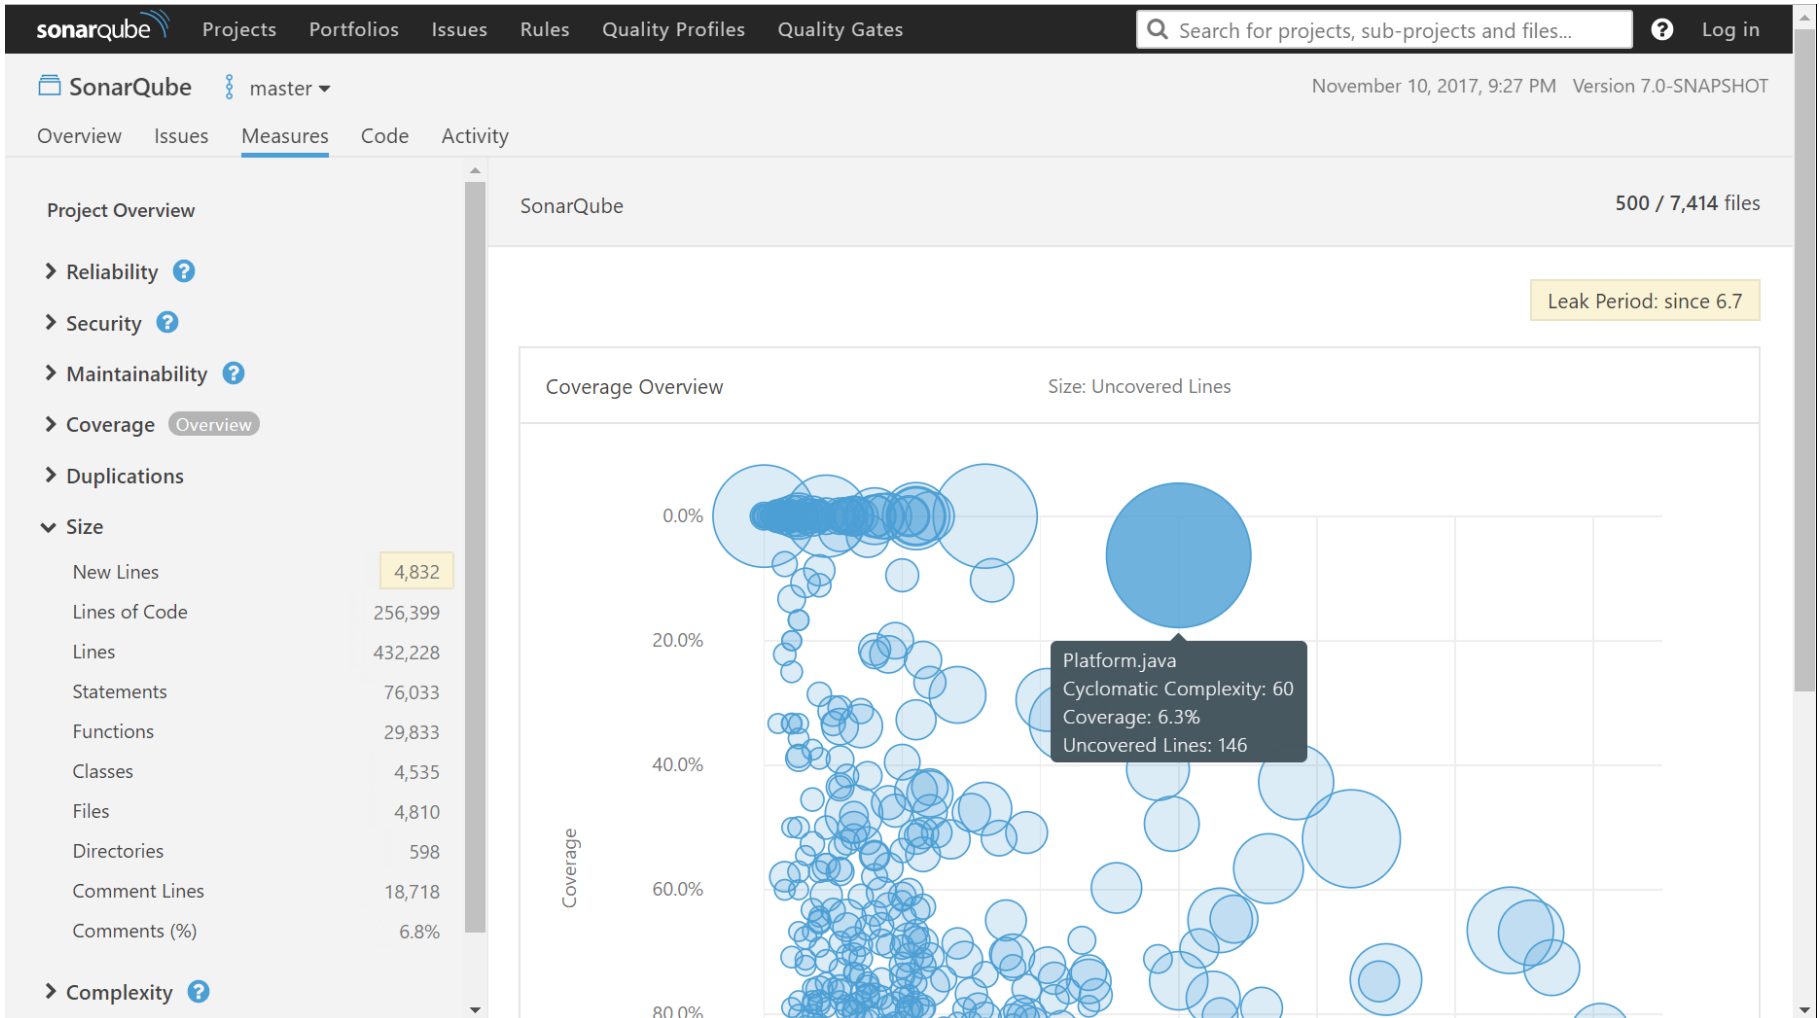 sonarqube Projects Portfolios Issues Rules Quality Profiles Quality Gates Search for projects, sub-projects and files... ? Log in
SonarQube master November 10, 2017, 9:27 PM Version 7.0-SNAPSHOT
Overview Issues Measures Code Activity
Project Overview
Reliability ?
Security ?
Maintainability ?
Coverage Overview
Duplications
Size
New Lines 4,832
Lines of Code 256,399
Lines 432,228
Statements 76,033
Functions 29,833
Classes 4,535
Files 4,810
Directories 598
Comment Lines 18,718
Comments (%) 6.8%
Complexity ?
SonarQube 500 / 7,414 files
Leak Period: since 6.7
Coverage Overview Size: Uncovered Lines
0.0%
20.0%
40.0%
60.0%
80.0%
Coverage
Platform.java
Cyclomatic Complexity: 60
Coverage: 6.3%
Uncovered Lines: 146